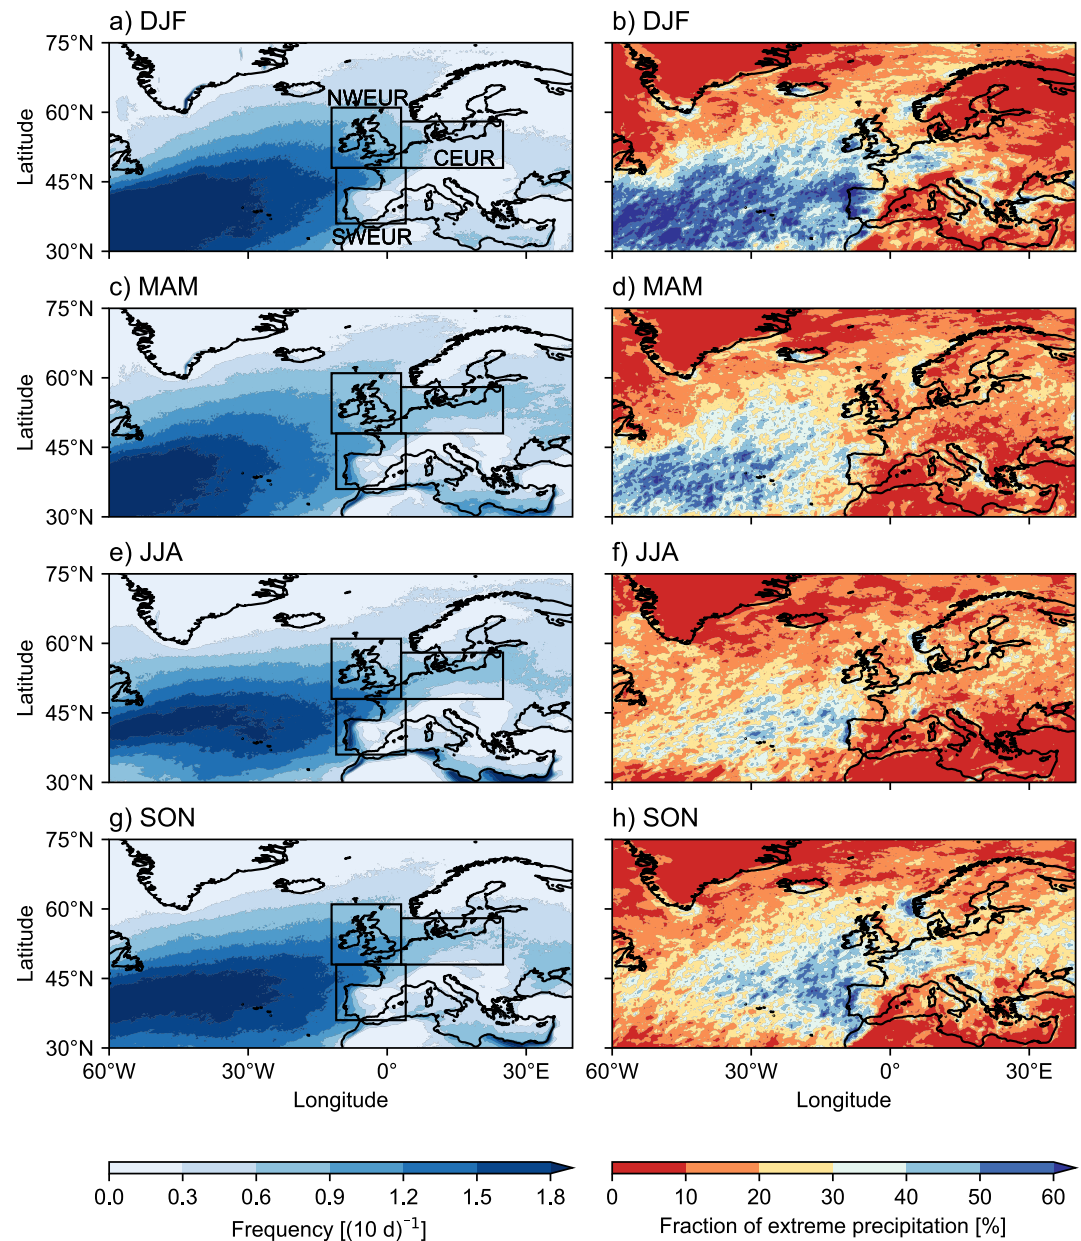 a) DJF
b) DJF
75°N
60°N
45°N
30°N
Latitude
NWEUR
CEUR
SWEUR
c) MAM
d) MAM
75°N
60°N
45°N
30°N
Latitude
e) JJA
f) JJA
75°N
60°N
45°N
30°N
Latitude
g) SON
h) SON
75°N
60°N
45°N
30°N
Latitude
60°W 30°W 0° 30°E
Longitude
60°W 30°W 0° 30°E
Longitude
0.0 0.3 0.6 0.9 1.2 1.5 1.8
Frequency [(10 d)⁻¹]
0 10 20 30 40 50 60
Fraction of extreme precipitation [%]